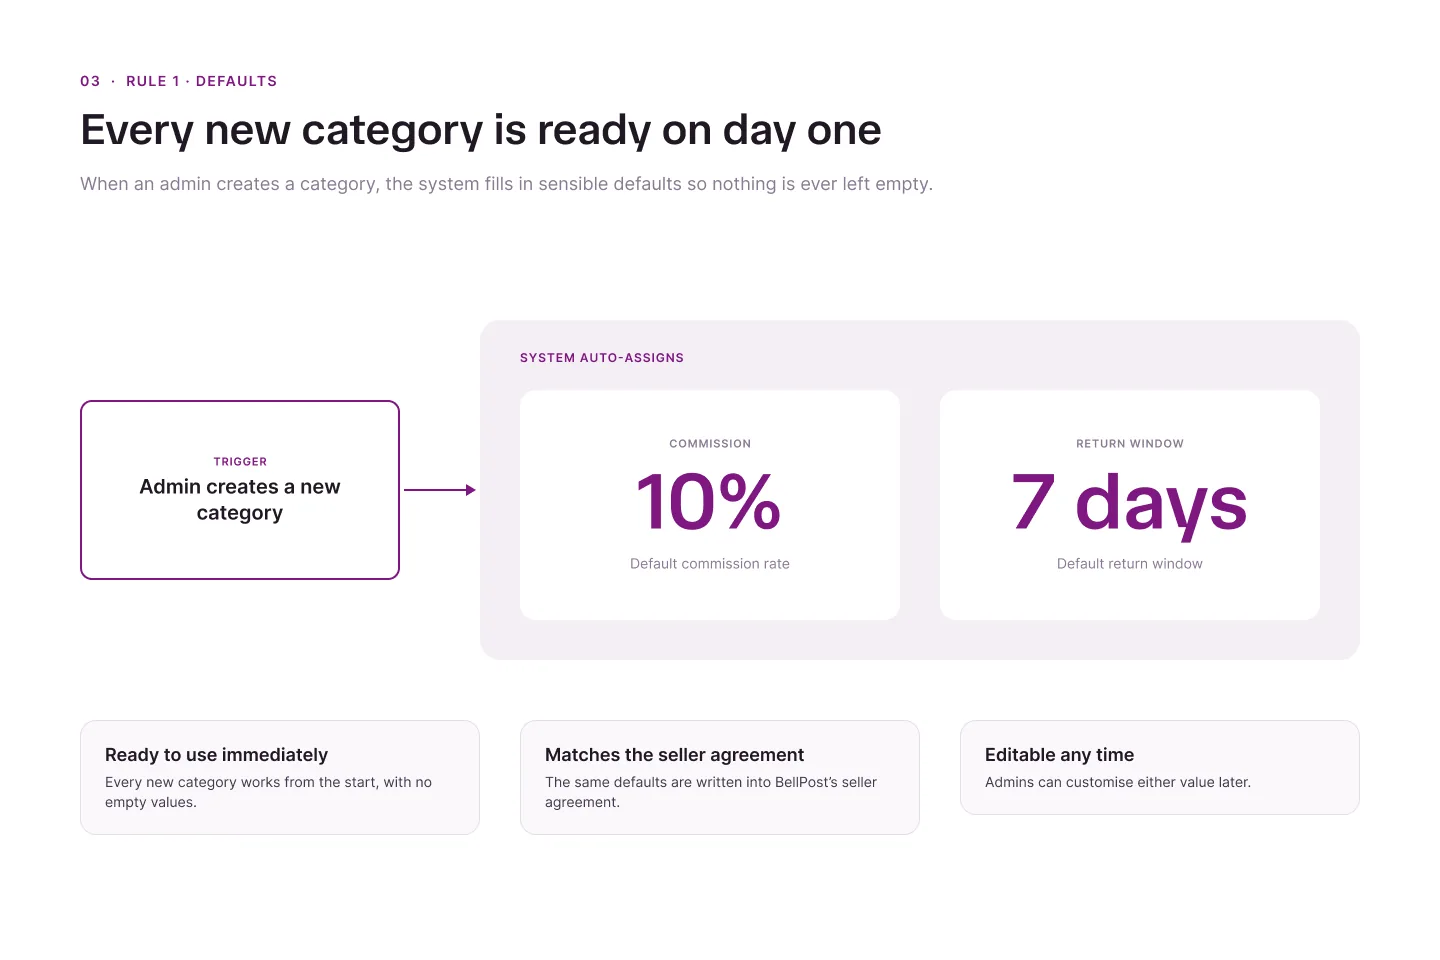 03 · RULE 1 · DEFAULTS
Every new category is ready on day one
When an admin creates a category, the system fills in sensible defaults so nothing is ever left empty.
TRIGGER
Admin creates a new
category
SYSTEM AUTO-ASSIGNS
COMMISSION
10%
Default commission rate
RETURN WINDOW
7 days
Default return window
Ready to use immediately
Every new category works from the start, with no
empty values.
Matches the seller agreement
The same defaults are written into BellPost’s seller
agreement.
Editable any time
Admins can customise either value later.